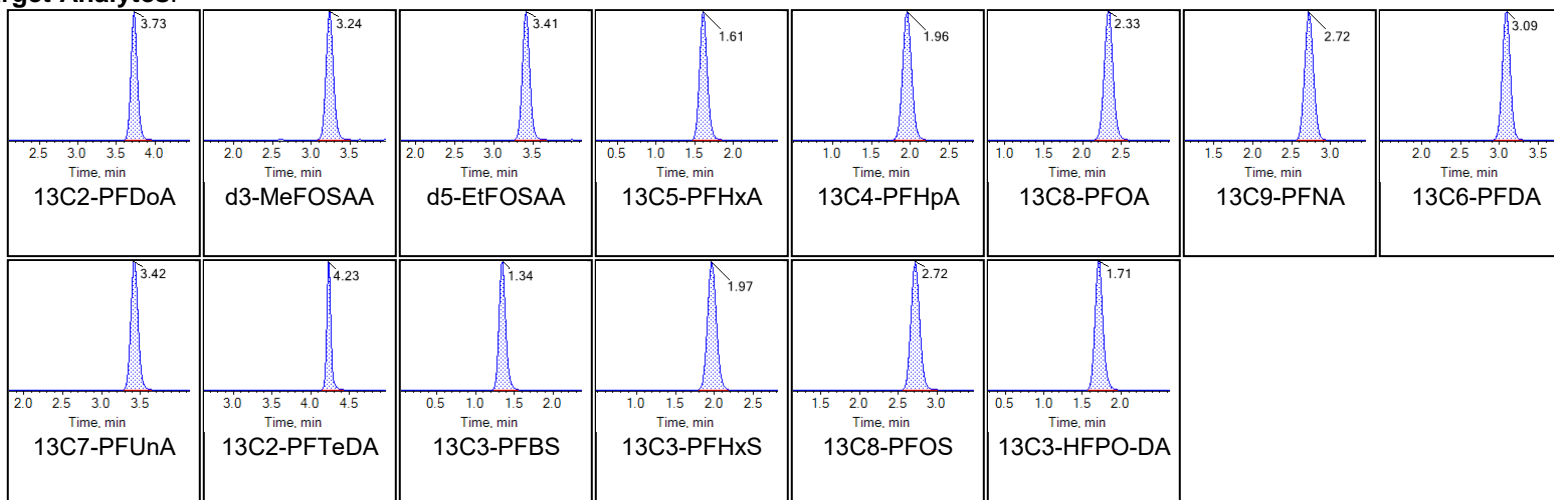 rget Analytes:
3.73 3.24 3.41 1.61 1.96 2.33 2.72 3.09
2.5 3.0 3.5 4.0 2.0 2.5 3.0 3.5 2.0 2.5 3.0 3.5 0.5 1.0 1.5 2.0 1.0 1.5 2.0 2.5 1.0 1.5 2.0 2.5 1.5 2.0 2.5 3.0 2.0 2.5 3.0 3.5
Time, min Time, min Time, min Time, min Time, min Time, min Time, min Time, min
13C2-PFDoA d3-MeFOSAA d5-EtFOSAA 13C5-PFHxA 13C4-PFHpA 13C8-PFOA 13C9-PFNA 13C6-PFDA
3.42 4.23 1.34 1.97 2.72 1.71
2.0 2.5 3.0 3.5 3.0 3.5 4.0 4.5 0.5 1.0 1.5 2.0 1.0 1.5 2.0 2.5 1.5 2.0 2.5 3.0 0.5 1.0 1.5 2.0
Time, min Time, min Time, min Time, min Time, min Time, min
13C7-PFUnA 13C2-PFTeDA 13C3-PFBS 13C3-PFHxS 13C8-PFOS 13C3-HFPO-DA